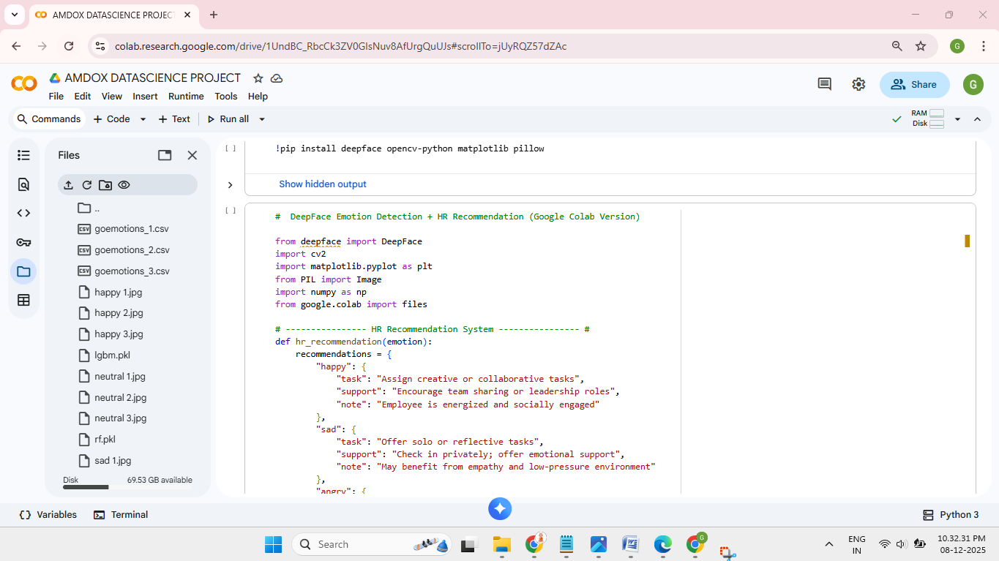 AMDOX DATASCIENCE PROJECT
colab.research.google.com/drive/1UndBC_RbcCk3ZV0GIsNuv8AfUrgQuUJs#scrollTo=jUyRQZ57dZAc
G
AMDOX DATASCIENCE PROJECT
File Edit View Insert Runtime Tools Help
Share
G
Commands + Code + Text Run all
RAM
Disk
Files
..
goemotions_1.csv
goemotions_2.csv
goemotions_3.csv
happy 1.jpg
happy 2.jpg
happy 3.jpg
lgbm.pkl
neutral 1.jpg
neutral 2.jpg
neutral 3.jpg
rf.pkl
sad 1.jpg
Disk 69.53 GB available
[ ] !pip install deepface opencv-python matplotlib pillow
Show hidden output
[ ] #  DeepFace Emotion Detection + HR Recommendation (Google Colab Version)
from deepface import DeepFace
import cv2
import matplotlib.pyplot as plt
from PIL import Image
import numpy as np
from google.colab import files
# ---------------- HR Recommendation System ---------------- #
def hr_recommendation(emotion):
recommendations = {
"happy": {
"task": "Assign creative or collaborative tasks",
"support": "Encourage team sharing or leadership roles",
"note": "Employee is energized and socially engaged"
},
"sad": {
"task": "Offer solo or reflective tasks",
"support": "Check in privately; offer emotional support",
"note": "May benefit from empathy and low-pressure environment"
},
"angry": {
{} Variables Terminal
Python 3
Search
ENG
IN
10.32.31 PM
08-12-2025